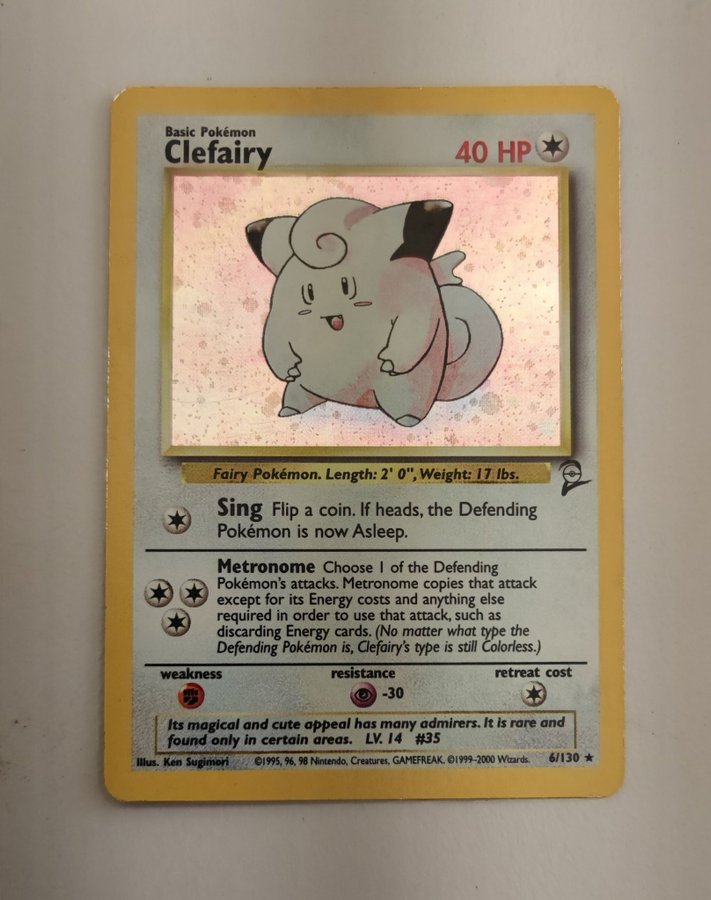 Basic Pokémon
Clefairy
40 HP
Fairy Pokémon. Length: 2' 0", Weight: 17 lbs.
Sing Flip a coin. If heads, the Defending
Pokémon is now Asleep.
Metronome Choose 1 of the Defending
Pokémon's attacks. Metronome copies that attack
except for its Energy costs and anything else
required in order to use that attack, such as
discarding Energy cards. (No matter what type the
Defending Pokémon is, Clefairy's type is still Colorless.)
weakness resistance retreat cost
-30
Its magical and cute appeal has many admirers. It is rare and
found only in certain areas. LV. 14 #35
Illus. Ken Sugimori ©1995, 96, 98 Nintendo, Creatures, GAMEFREAK. ©1999-2000 Wizards. 6/130 ★